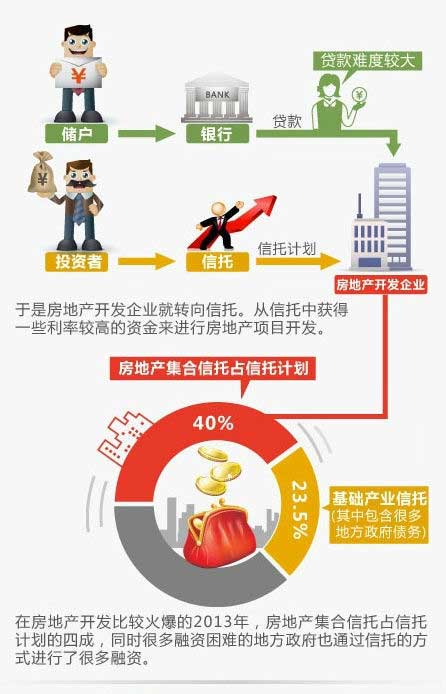 贷款难度较大
¥
¥
BANK
贷款
储户
银行
¥
投资者
信托
信托计划
房地产开发企业
于是房地产开发企业就转向信托。从信托中获得
一些利率较高的资金来进行房地产项目开发。
房地产集合信托占信托计划
40%
23.5%
基础产业信托
(其中包含很多
地方政府债务)
在房地产开发比较火爆的2013年，房地产集合信托占信托
计划的四成，同时很多融资困难的地方政府也通过信托的方
式进行了很多融资。